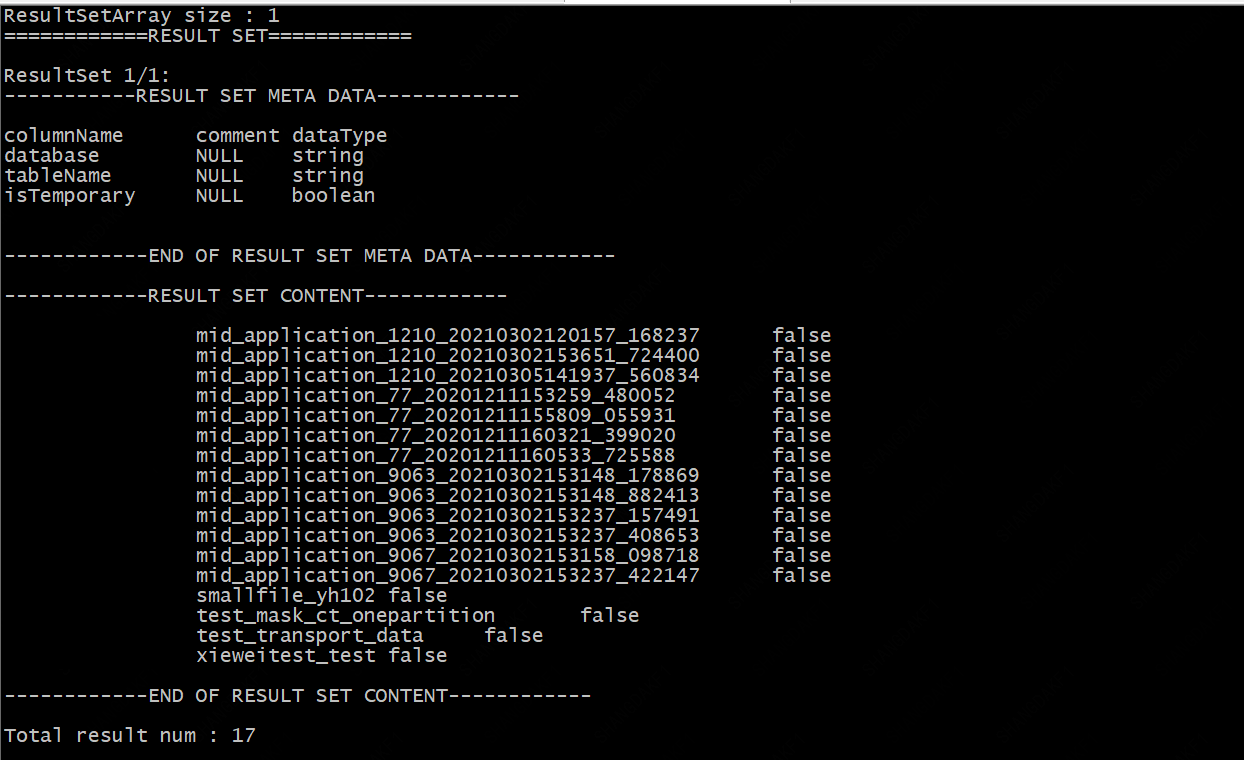 ResultSetArray size : 1
============RESULT SET============
ResultSet 1/1:
-----------RESULT SET META DATA------------
columnName      comment dataType
database        NULL    string
tableName       NULL    string
isTemporary     NULL    boolean
------------END OF RESULT SET META DATA------------
------------RESULT SET CONTENT------------
                mid_application_1210_20210302120157_168237      false
                mid_application_1210_20210302153651_724400      false
                mid_application_1210_20210305141937_560834      false
                mid_application_77_20201211153259_480052        false
                mid_application_77_20201211155809_055931        false
                mid_application_77_20201211160321_399020        false
                mid_application_77_20201211160533_725588        false
                mid_application_9063_20210302153148_178869      false
                mid_application_9063_20210302153148_882413      false
                mid_application_9063_20210302153237_157491      false
                mid_application_9063_20210302153237_408653      false
                mid_application_9067_20210302153158_098718      false
                mid_application_9067_20210302153237_422147      false
                smallfile_yh102 false
                test_mask_ct_onepartition       false
                test_transport_data     false
                xieweitest_test false
------------END OF RESULT SET CONTENT------------
Total result num : 17